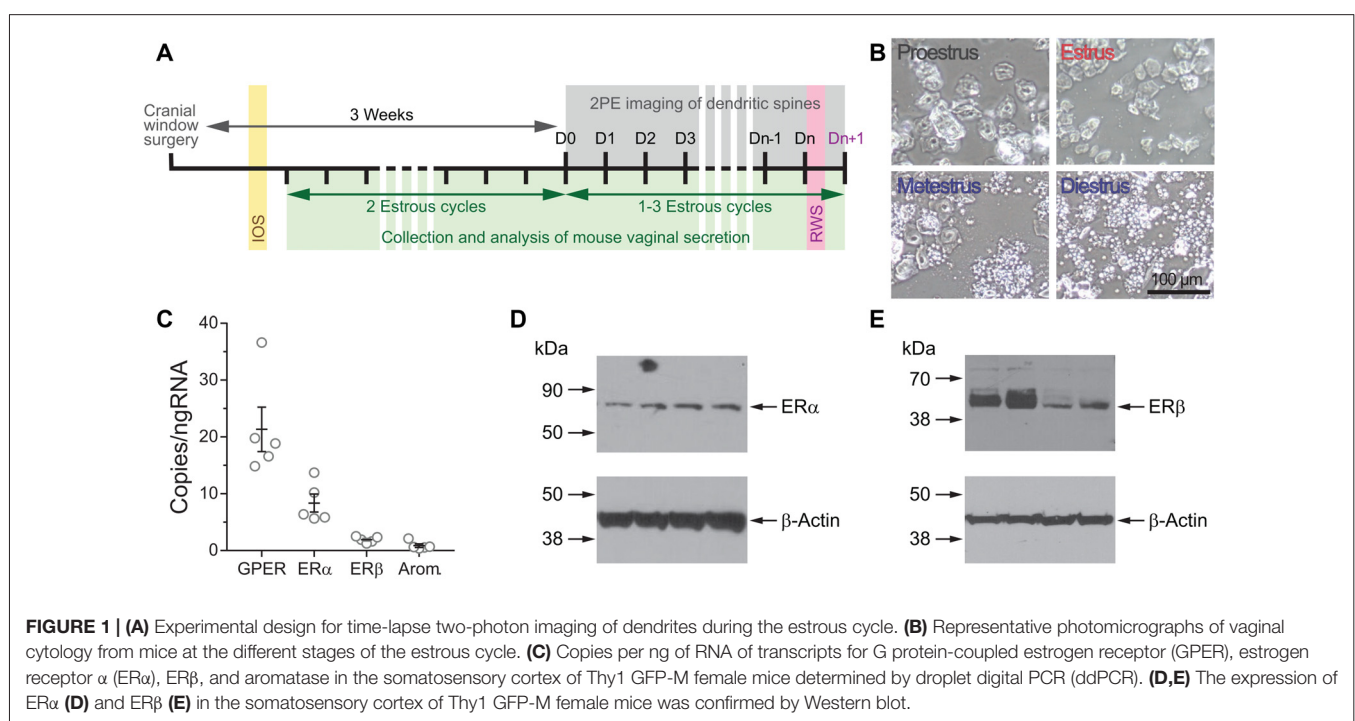 A
Cranial
window
surgery
3 Weeks
2PE imaging of dendritic spines
D0 D1 D2 D3 Dn-1 Dn Dn+1
IOS
2 Estrous cycles
1-3 Estrous cycles
RWS
Collection and analysis of mouse vaginal secretion
B
Proestrus
Estrus
Metestrus
Diestrus
100 µm
C
Copies/ngRNA
40
30
20
10
0
GPER ERα ERβ Arom.
D
kDa
90
50
ERα
50
38
β-Actin
E
kDa
70
38
ERβ
50
38
β-Actin
FIGURE 1 | (A) Experimental design for time-lapse two-photon imaging of dendrites during the estrous cycle. (B) Representative photomicrographs of vaginal
cytology from mice at the different stages of the estrous cycle. (C) Copies per ng of RNA of transcripts for G protein-coupled estrogen receptor (GPER), estrogen
receptor α (ERα), ERβ, and aromatase in the somatosensory cortex of Thy1 GFP-M female mice determined by droplet digital PCR (ddPCR). (D,E) The expression of
ERα (D) and ERβ (E) in the somatosensory cortex of Thy1 GFP-M female mice was confirmed by Western blot.